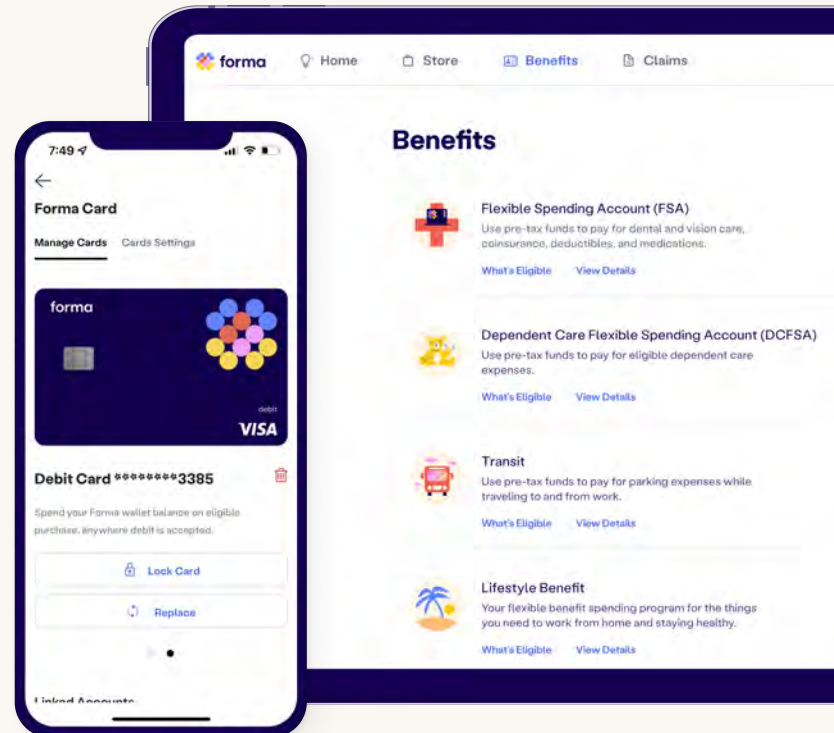 forma
Home
Store
Benefits
Claims
Benefits
Flexible Spending Account (FSA)
Use pre-tax funds to pay for dental and vision care,
coinsurance, deductibles, and medications.
What's Eligible View Details
Dependent Care Flexible Spending Account (DCFSA)
Use pre-tax funds to pay for eligible dependent care
expenses.
What's Eligible View Details
Transit
Use pre-tax funds to pay for parking expenses while
traveling to and from work.
What's Eligible View Details
Lifestyle Benefit
Your flexible benefit spending program for the things
you need to work from home and staying healthy.
What's Eligible View Details
7:49
Forma Card
Manage Cards Cards Settings
forma
debit
VISA
Debit Card ********3385
Spend your Forma wallet balance on eligible
purchase, anywhere debit is accepted.
Lock Card
Replace
Linked Accounts